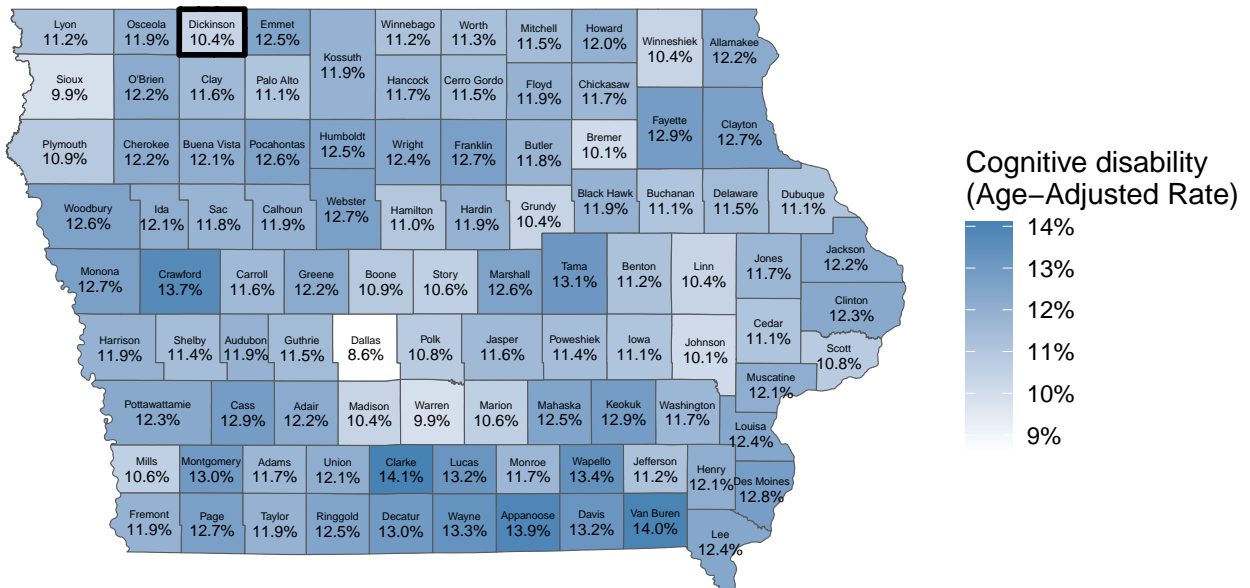 Lyon
11.2%
Osceola
11.9%
Dickinson
10.4%
Emmet
12.5%
Kossuth
11.9%
Winnebago
11.2%
Worth
11.3%
Mitchell
11.5%
Howard
12.0%
Winneshiek
10.4%
Allamakee
12.2%
Sioux
9.9%
O'Brien
12.2%
Clay
11.6%
Palo Alto
11.1%
Hancock
11.7%
Cerro Gordo
11.5%
Floyd
11.9%
Chickasaw
11.7%
Fayette
12.9%
Clayton
12.7%
Plymouth
10.9%
Cherokee
12.2%
Buena Vista
12.1%
Pocahontas
12.6%
Humboldt
12.5%
Wright
12.4%
Franklin
12.7%
Butler
11.8%
Bremer
10.1%
Woodbury
12.6%
Ida
12.1%
Sac
11.8%
Calhoun
11.9%
Webster
12.7%
Hamilton
11.0%
Hardin
11.9%
Grundy
10.4%
Black Hawk
11.9%
Buchanan
11.1%
Delaware
11.5%
Dubuque
11.1%
Monona
12.7%
Crawford
13.7%
Carroll
11.6%
Greene
12.2%
Boone
10.9%
Story
10.6%
Marshall
12.6%
Tama
13.1%
Benton
11.2%
Linn
10.4%
Jones
11.7%
Jackson
12.2%
Clinton
12.3%
Harrison
11.9%
Shelby
11.4%
Audubon
11.9%
Guthrie
11.5%
Dallas
8.6%
Polk
10.8%
Jasper
11.6%
Poweshiek
11.4%
Iowa
11.1%
Johnson
10.1%
Cedar
11.1%
Scott
10.8%
Muscatine
12.1%
Pottawattamie
12.3%
Cass
12.9%
Adair
12.2%
Madison
10.4%
Warren
9.9%
Marion
10.6%
Mahaska
12.5%
Keokuk
12.9%
Washington
11.7%
Louisa
12.4%
Mills
10.6%
Montgomery
13.0%
Adams
11.7%
Union
12.1%
Clarke
14.1%
Lucas
13.2%
Monroe
11.7%
Wapello
13.4%
Jefferson
11.2%
Henry
12.1%
Des Moines
12.8%
Fremont
11.9%
Page
12.7%
Taylor
11.9%
Ringgold
12.5%
Decatur
13.0%
Wayne
13.3%
Appanoose
13.9%
Davis
13.2%
Van Buren
14.0%
Lee
12.4%
Cognitive disability
(Age−Adjusted Rate)
14%
13%
12%
11%
10%
9%